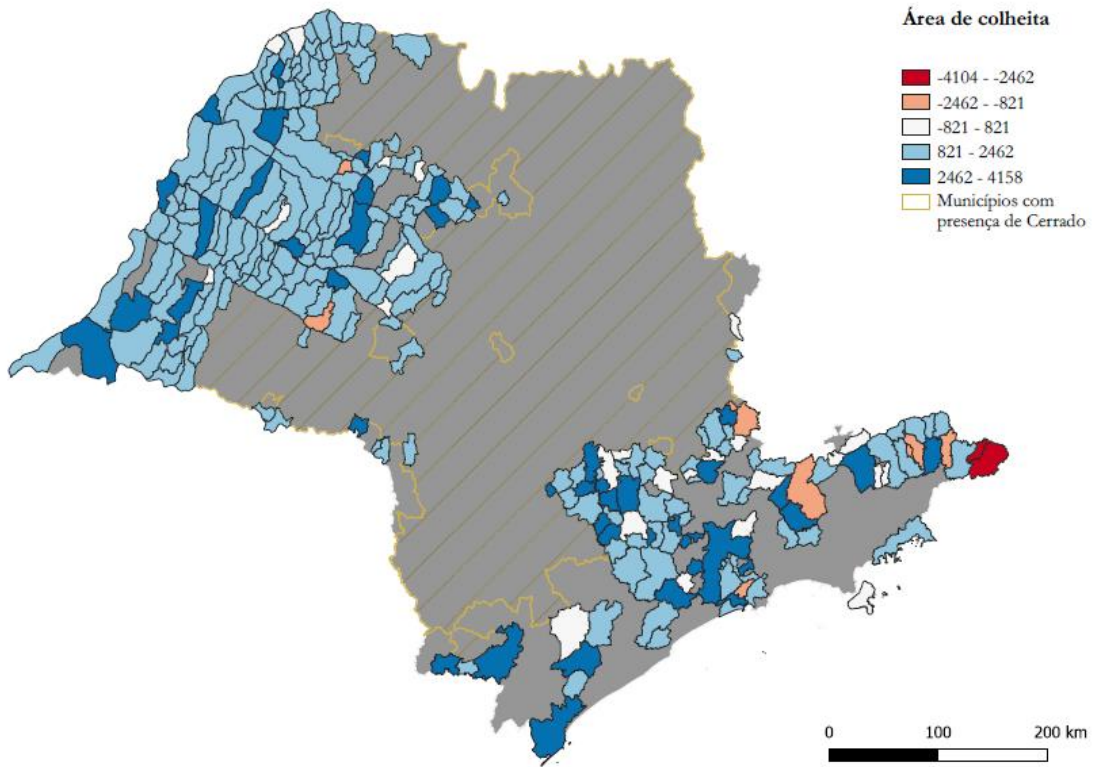 Área de colheita
-4104 - -2462
-2462 - -821
-821 - 821
821 - 2462
2462 - 4158
Municípios com
presença de Cerrado
0 100 200 km